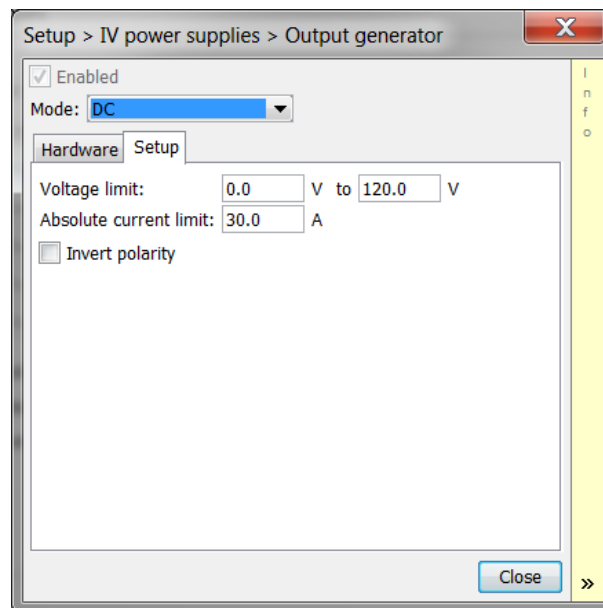 Setup > IV power supplies > Output generator
Enabled
Mode: DC
Hardware Setup
Voltage limit: 0.0 V to 120.0 V
Absolute current limit: 30.0 A
Invert polarity
Close »
Info